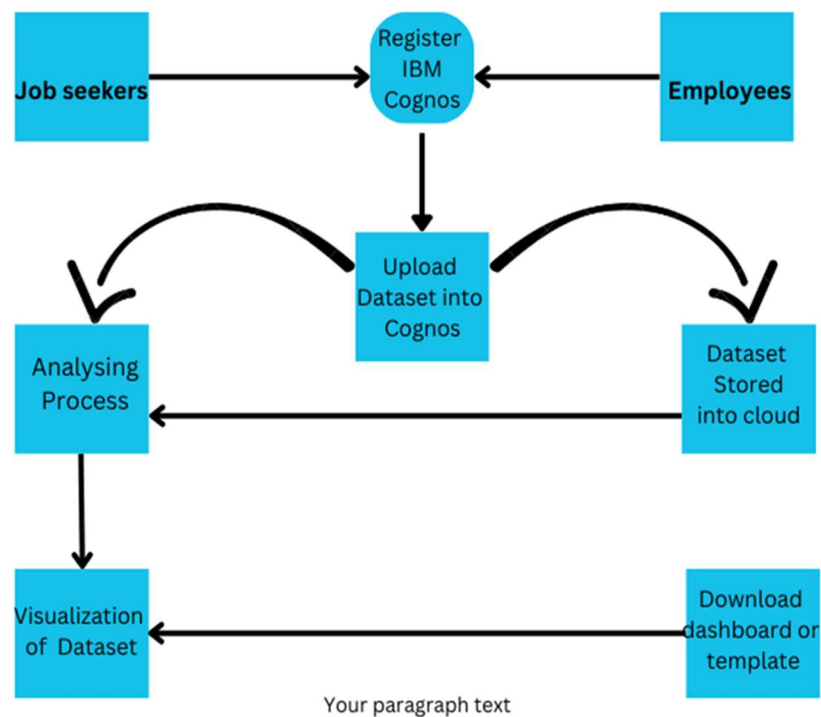 Job seekers
Register
IBM
Cognos
Employees
Upload
Dataset into
Cognos
Analysing
Process
Dataset
Stored
into cloud
Visualization
of Dataset
Download
dashboard or
template
Your paragraph text